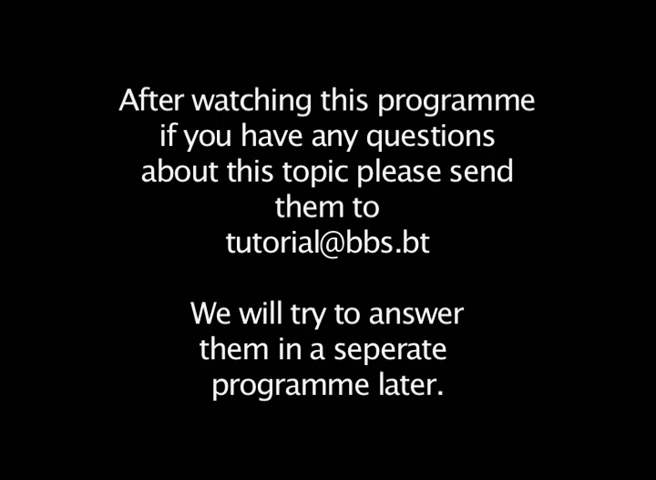 After watching this programme
if you have any questions
about this topic please send
them to
tutorial@bbs.bt
We will try to answer
them in a seperate
programme later.